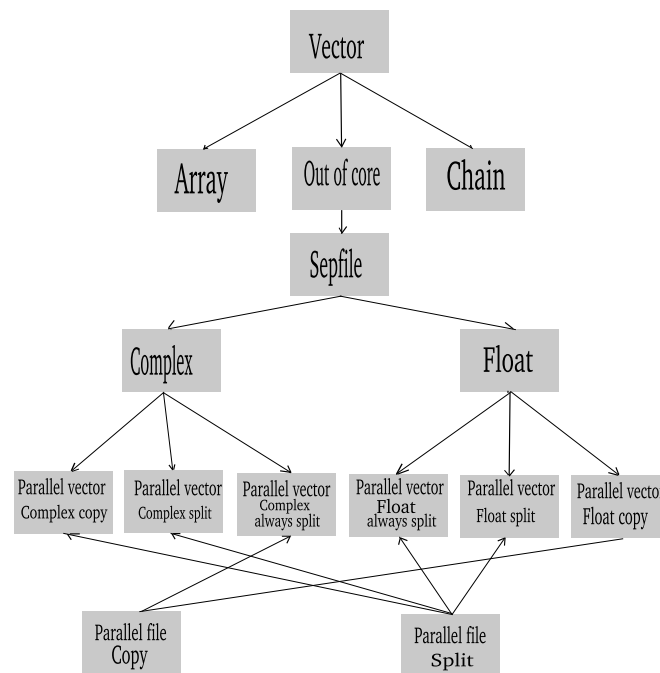 Vector
Array
Out of core
Chain
Sepfile
Complex
Float
Parallel vector
Complex copy
Parallel vector
Complex split
Parallel vector
Complex
always split
Parallel vector
Float
always split
Parallel vector
Float split
Parallel vecto
Float copy
Parallel file
Copy
Parallel file
Split